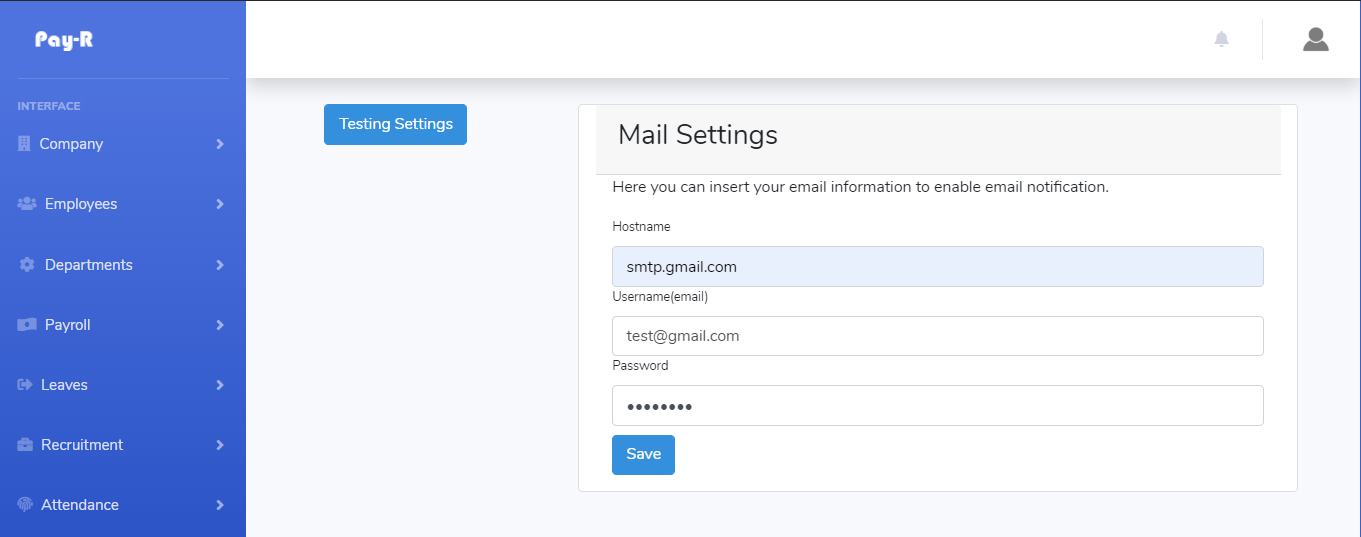 Pay-R
INTERFACE
Company
Employees
Departments
Payroll
Leaves
Recruitment
Attendance
Testing Settings
Mail Settings
Here you can insert your email information to enable email notification.
Hostname
smtp.gmail.com
Username(email)
test@gmail.com
Password
••••••••
Save